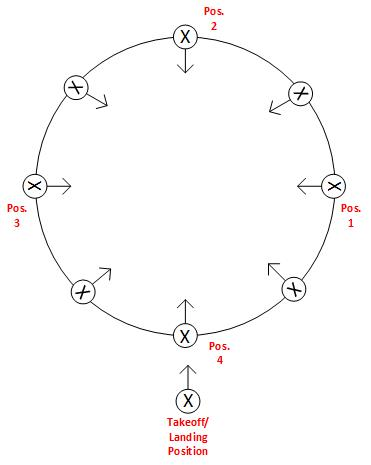 Pos.
2
X
X
X
X
X
Pos.
3
Pos.
1
X
X
X
Pos.
4
X
Takeoff/
Landing
Position